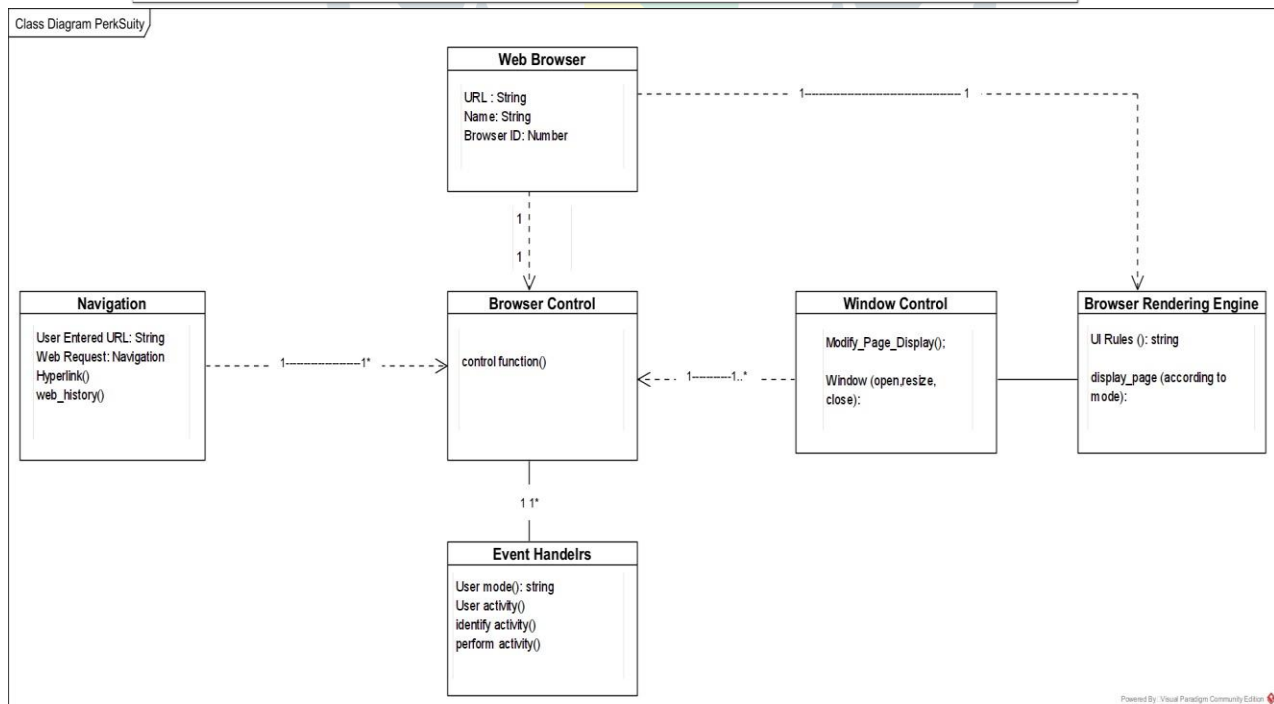 Class Diagram PerkSuity
Web Browser
URL : String
Name: String
Browser ID: Number
1------------------------------------------ 1
1
1
Navigation
User Entered URL: String
Web Request: Navigation
Hyperlink()
web_history()
1--------------------1*
Browser Control
control function()
1-----------1..*
Window Control
Modify_Page_Display();
Window (open,resize,
close):
Browser Rendering Engine
UI Rules (): string
display_page (according to
mode):
1 1*
Event Handelrs
User mode(): string
User activity()
identify activity()
perform activity()
Powered By: Visual Paradigm Community Edition